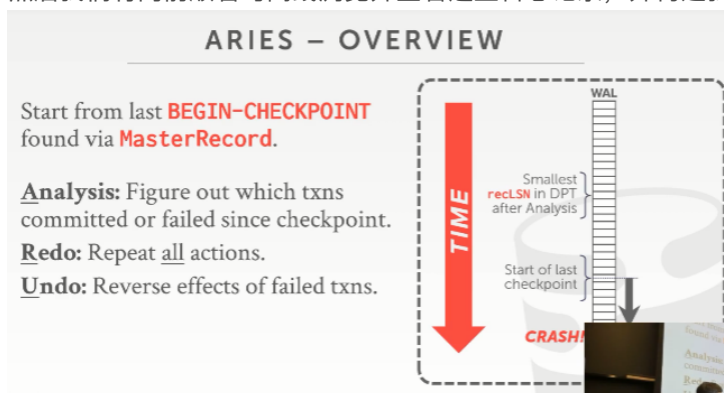 ARIES – OVERVIEW
Start from last BEGIN-CHECKPOINT
found via MasterRecord.
Analysis: Figure out which txns
committed or failed since checkpoint.
Redo: Repeat all actions.
Undo: Reverse effects of failed txns.
WAL
TIME
Smallest
recLSN in DPT
after Analysis
Start of last
checkpoint
CRASH!